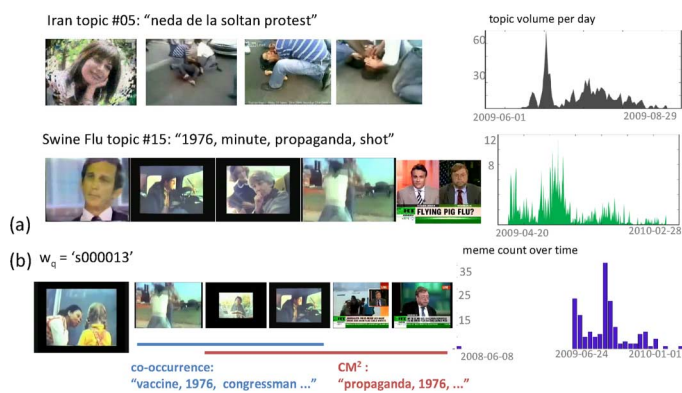 Iran topic #05: “neda de la soltan protest”
topic volume per day
60
30
2009-06-01
2009-08-29
Swine Flu topic #15: “1976, minute, propaganda, shot”
12
8
FLYING PIG FLU?
2009-04-20
2010-02-28
(a)
(b) wq = ‘s000013’
meme count over time
35
25
15
2008-06-08
2009-06-24
2010-01-01
co-occurrence:
“vaccine, 1976, congressman ...”
CM2 :
“propaganda, 1976, ...”